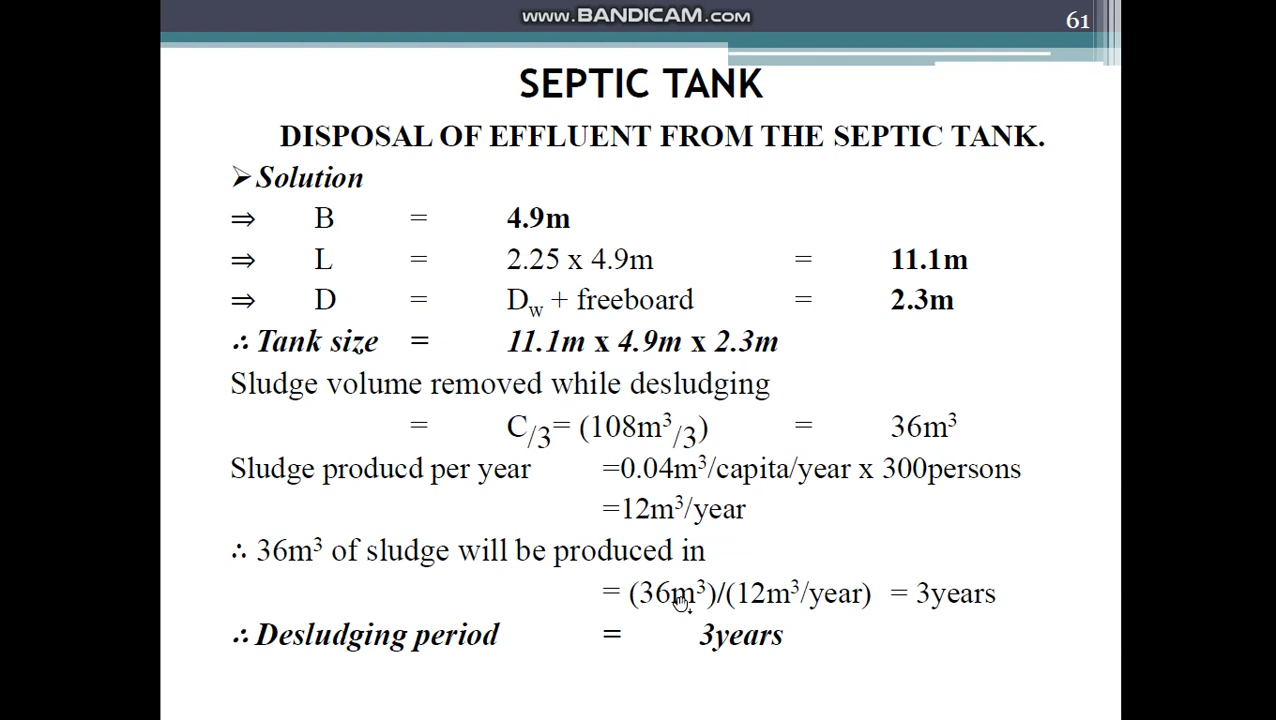 www.BANDICAM.com
61
SEPTIC TANK
DISPOSAL OF EFFLUENT FROM THE SEPTIC TANK.
➢Solution
⇒ B = 4.9m
⇒ L = 2.25 x 4.9m = 11.1m
⇒ D = Dw + freeboard = 2.3m
∴ Tank size = 11.1m x 4.9m x 2.3m
Sludge volume removed while desludging
= C/3= (108m³/3) = 36m³
Sludge producd per year =0.04m³/capita/year x 300persons
=12m³/year
∴ 36m³ of sludge will be produced in
= (36m³)/(12m³/year) = 3years
∴ Desludging period = 3years